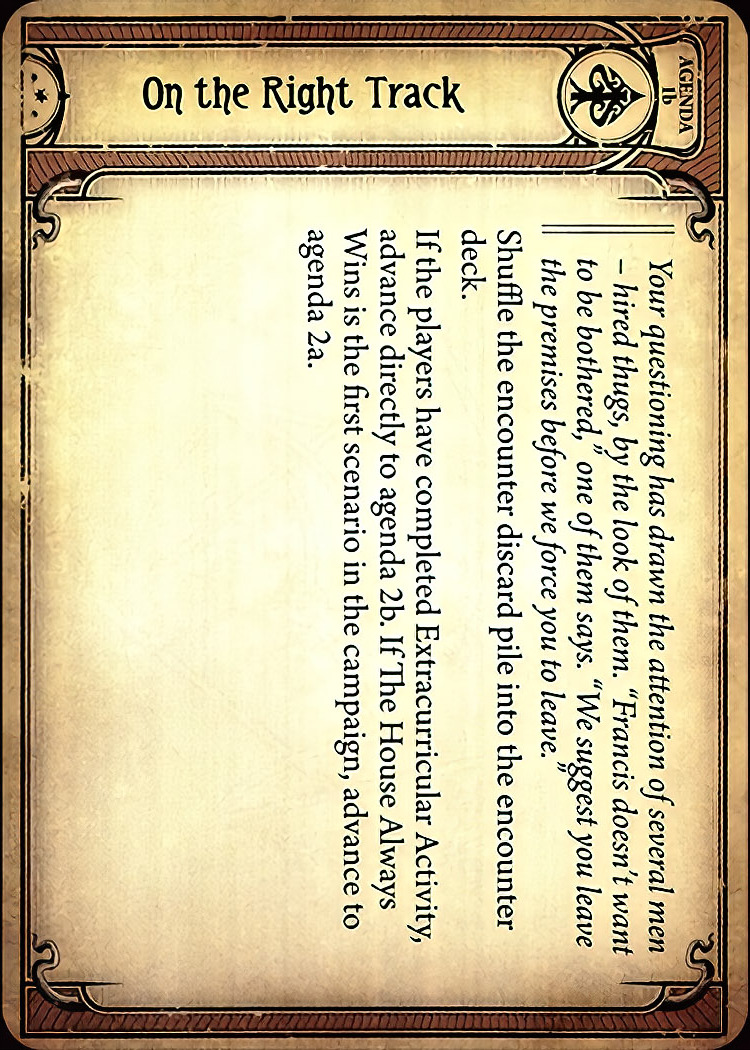 AGENDA
1b
On the Right Track
Your questioning has drawn the attention of several men
– hired thugs, by the look of them. “Francis doesn’t want
to be bothered,” one of them says. “We suggest you leave
the premises before we force you to leave.”
Shuffle the encounter discard pile into the encounter
deck.
If the players have completed Extracurricular Activity,
advance directly to agenda 2b. If The House Always
Wins is the first scenario in the campaign, advance to
agenda 2a.